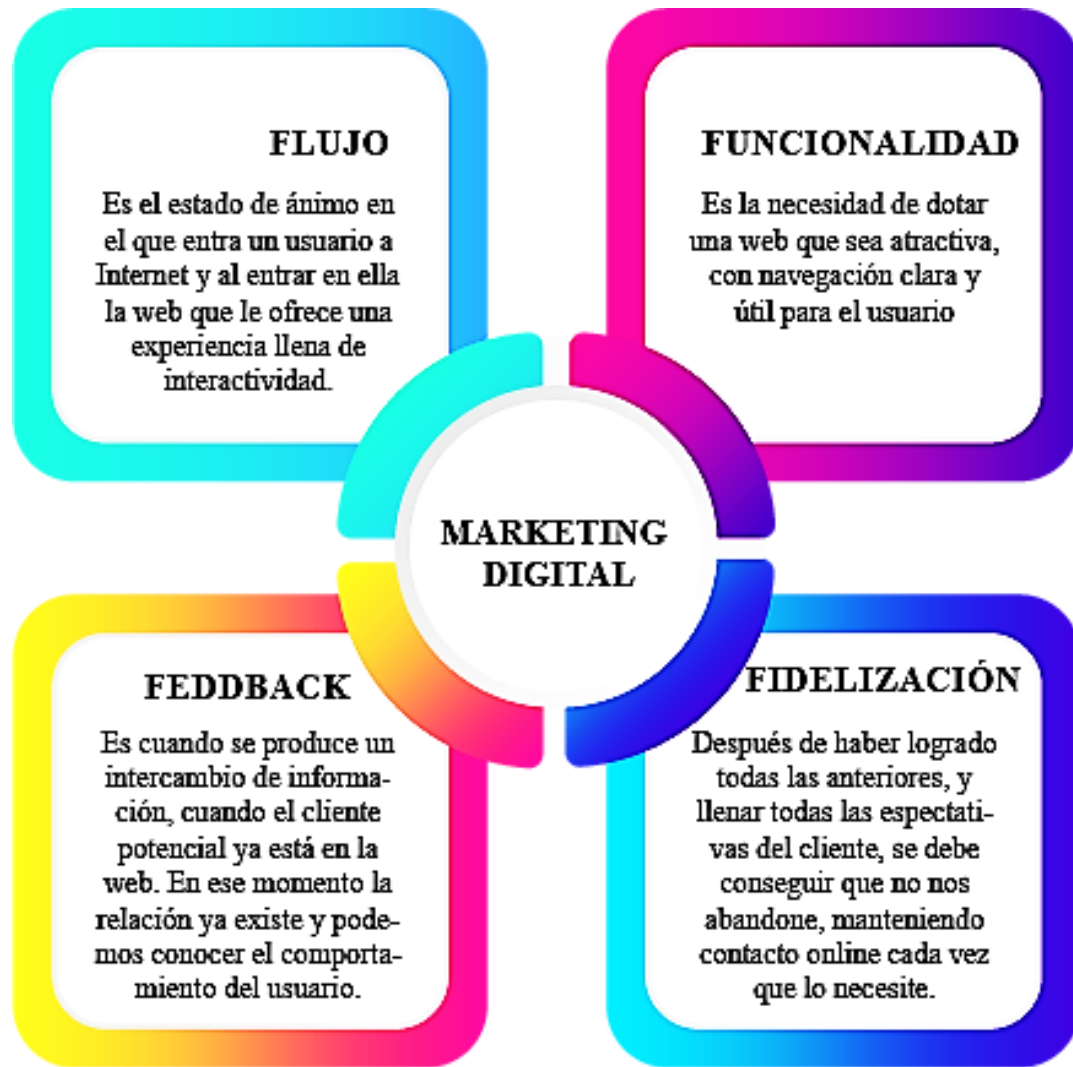 FLUJO
Es el estado de ánimo en
el que entra un usuario a
Internet y al entrar en ella
la web que le ofrece una
experiencia llena de
interactividad.
FUNCIONALIDAD
Es la necesidad de dotar
una web que sea atractiva,
con navegación clara y
útil para el usuario
MARKETING
DIGITAL
FEDDBACK
Es cuando se produce un
intercambio de informa-
ción, cuando el cliente
potencial ya está en la
web. En ese momento la
relación ya existe y pode-
mos conocer el comporta-
miento del usuario.
FIDELIZACIÓN
Después de haber logrado
todas las anteriores, y
llenar todas las espectati-
vas del cliente, se debe
conseguir que no nos
abandone, manteniendo
contacto online cada vez
que lo necesite.